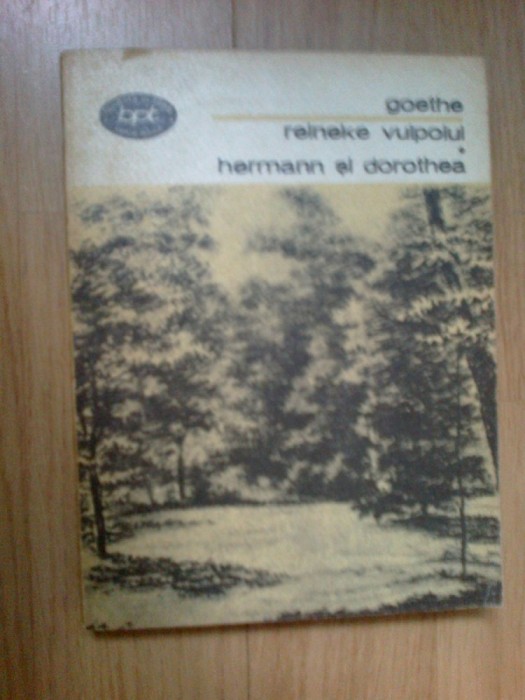 bpt
goethe
reineke vulpoiul
•
hermann și dorothea